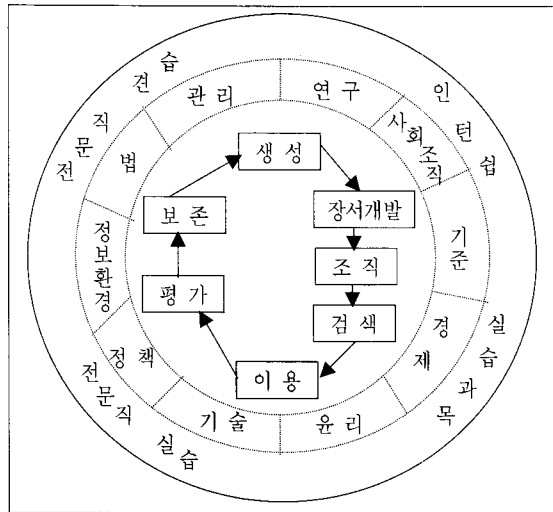 전문직 견습
인턴쉽
실습과목
전문직 실습
관리
연구
사회조직
기준
경제
윤리
기술
정책
정보환경
법
생성
장서개발
조직
검색
이용
평가
보존